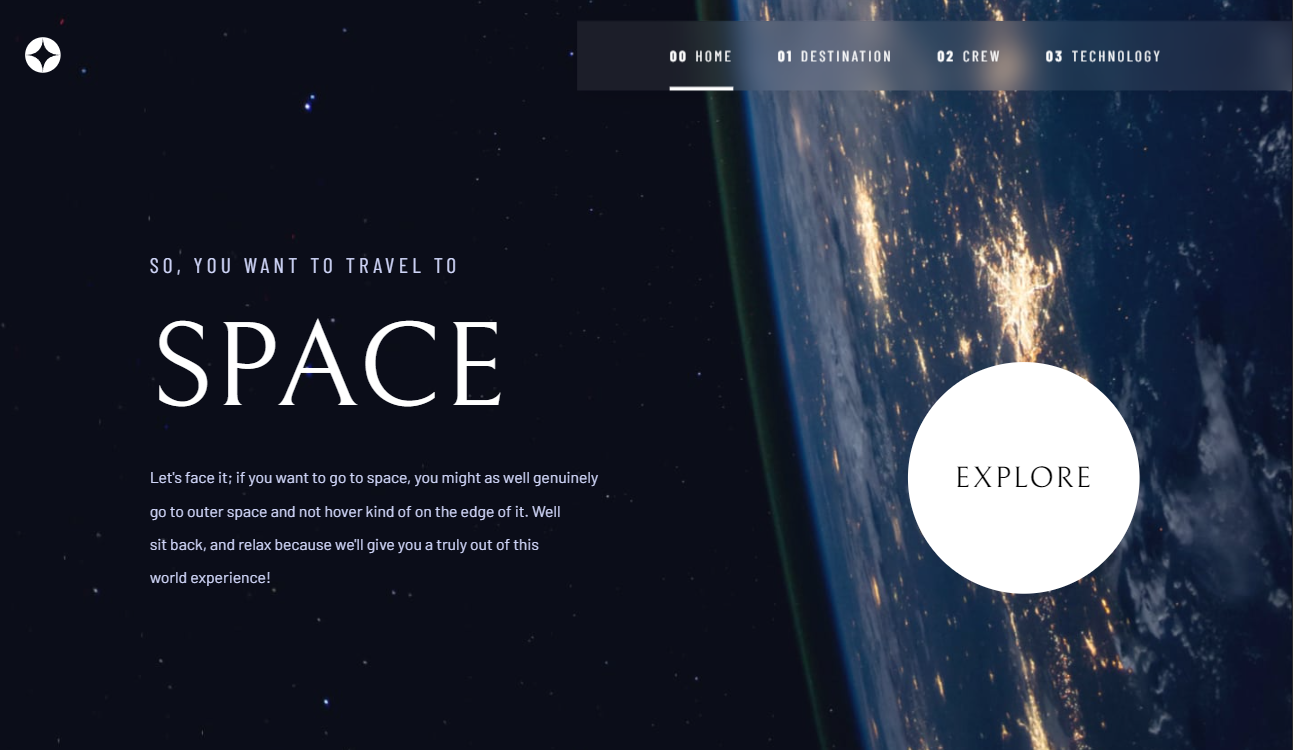 00 HOME 01 DESTINATION 02 CREW 03 TECHNOLOGY
SO, YOU WANT TO TRAVEL TO
SPACE
Let's face it; if you want to go to space, you might as well genuinely
go to outer space and not hover kind of on the edge of it. Well
sit back, and relax because we'll give you a truly out of this
world experience!
EXPLORE